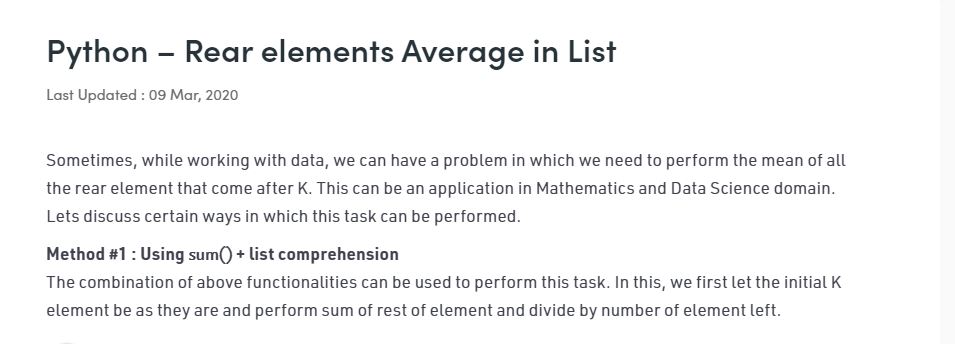 Python – Rear elements Average in List
Last Updated : 09 Mar, 2020
Sometimes, while working with data, we can have a problem in which we need to perform the mean of all
the rear element that come after K. This can be an application in Mathematics and Data Science domain.
Lets discuss certain ways in which this task can be performed.
Method #1 : Using sum() + list comprehension
The combination of above functionalities can be used to perform this task. In this, we first let the initial K
element be as they are and perform sum of rest of element and divide by number of element left.